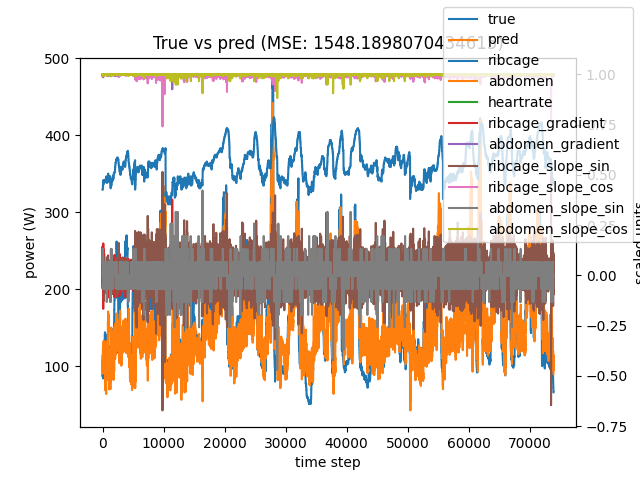 True vs pred (MSE: 1548.1898070434619)
true
pred
ribcage
abdomen
heartrate
ribcage_gradient
abdomen_gradient
ribcage_slope_sin
ribcage_slope_cos
abdomen_slope_sin
abdomen_slope_cos
500
400
300
200
100
power (W)
1.00
0.75
0.50
0.25
0.00
−0.25
−0.50
−0.75
scaled units
0 10000 20000 30000 40000 50000 60000 70000
time step